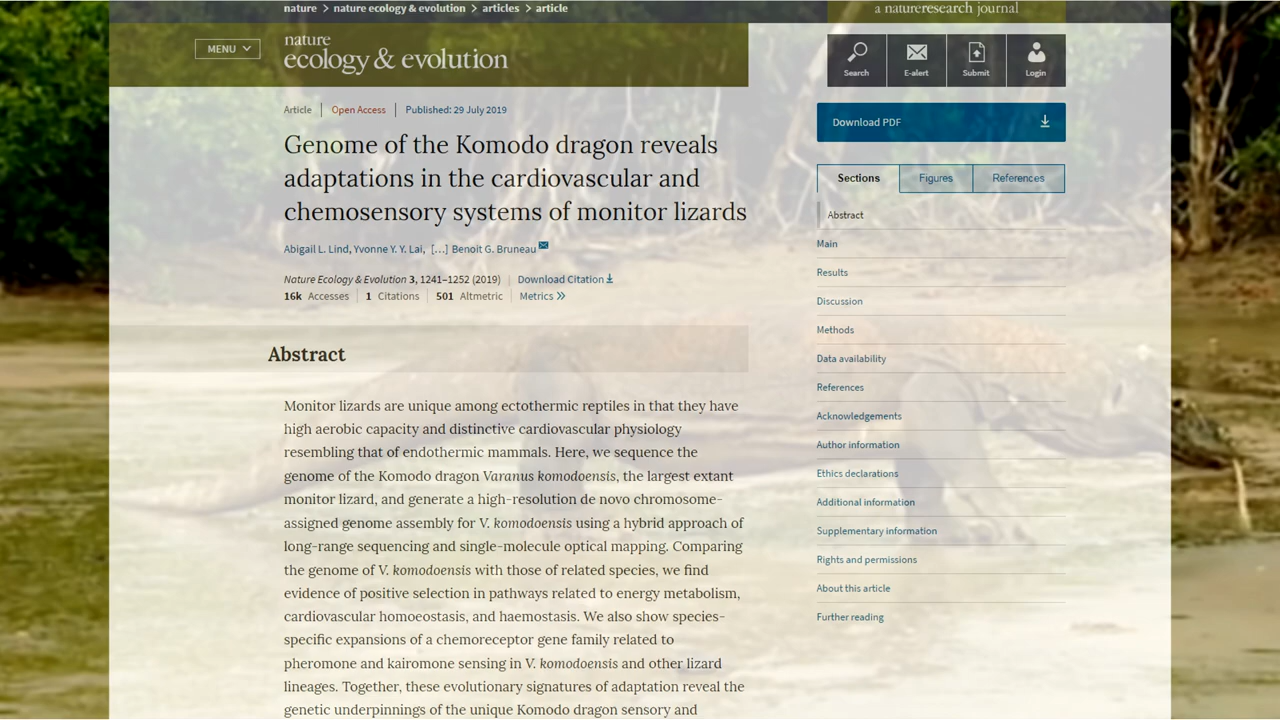 nature > nature ecology & evolution > articles > article
a natureresearch journal
MENU
nature
ecology & evolution
Search
E-alert
Submit
Login
Article
Open Access
Published: 29 July 2019
Download PDF
Genome of the Komodo dragon reveals
adaptations in the cardiovascular and
chemosensory systems of monitor lizards
Abigail L. Lind, Yvonne Y. Y. Lai, [...] Benoit G. Bruneau
Nature Ecology & Evolution 3, 1241–1252 (2019)
Download Citation
16k Accesses
1 Citations
501 Altmetric
Metrics >>
Abstract
Monitor lizards are unique among ectothermic reptiles in that they have
high aerobic capacity and distinctive cardiovascular physiology
resembling that of endothermic mammals. Here, we sequence the
genome of the Komodo dragon Varanus komodoensis, the largest extant
monitor lizard, and generate a high-resolution de novo chromosome-
assigned genome assembly for V. komodoensis using a hybrid approach of
long-range sequencing and single-molecule optical mapping. Comparing
the genome of V. komodoensis with those of related species, we find
evidence of positive selection in pathways related to energy metabolism,
cardiovascular homoeostasis, and haemostasis. We also show species-
specific expansions of a chemoreceptor gene family related to
pheromone and kairomone sensing in V. komodoensis and other lizard
lineages. Together, these evolutionary signatures of adaptation reveal the
genetic underpinnings of the unique Komodo dragon sensory and
Sections
Figures
References
Abstract
Main
Results
Discussion
Methods
Data availability
References
Acknowledgements
Author information
Ethics declarations
Additional information
Supplementary information
Rights and permissions
About this article
Further reading